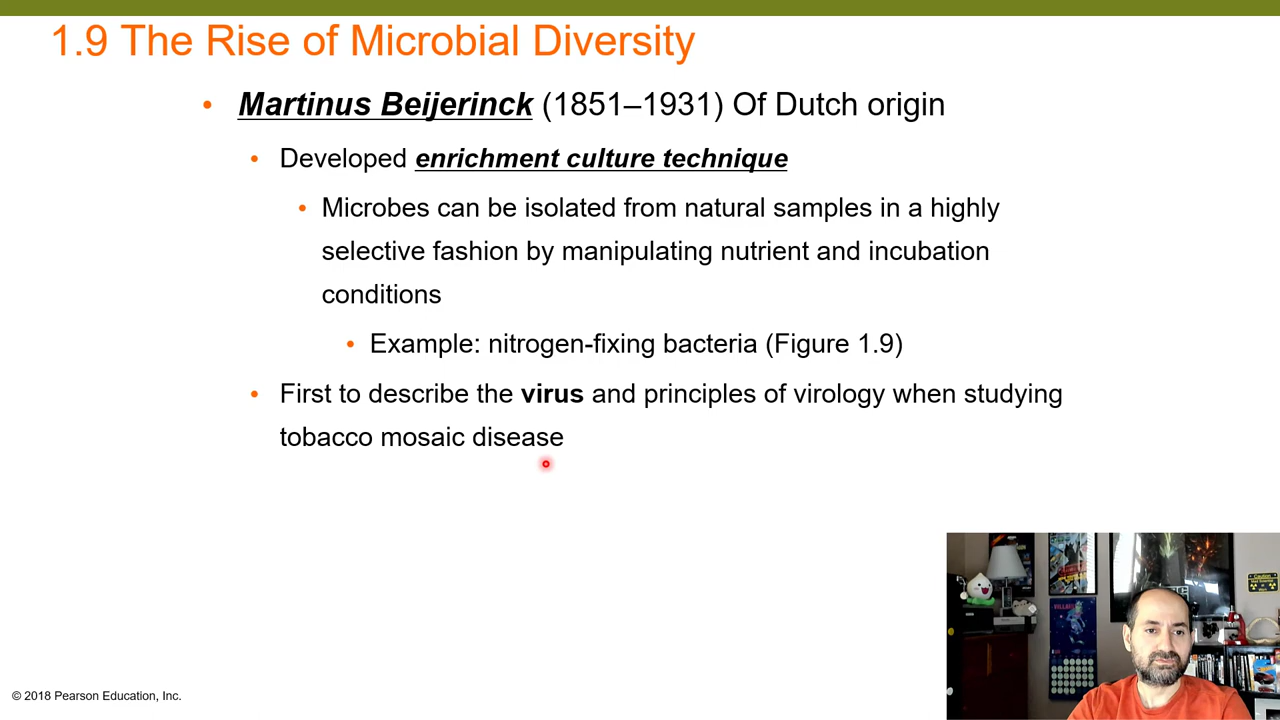 1.9 The Rise of Microbial Diversity
• Martinus Beijerinck (1851–1931) Of Dutch origin
• Developed enrichment culture technique
• Microbes can be isolated from natural samples in a highly
selective fashion by manipulating nutrient and incubation
conditions
• Example: nitrogen-fixing bacteria (Figure 1.9)
• First to describe the virus and principles of virology when studying
tobacco mosaic disease
Caution
© 2018 Pearson Education, Inc.